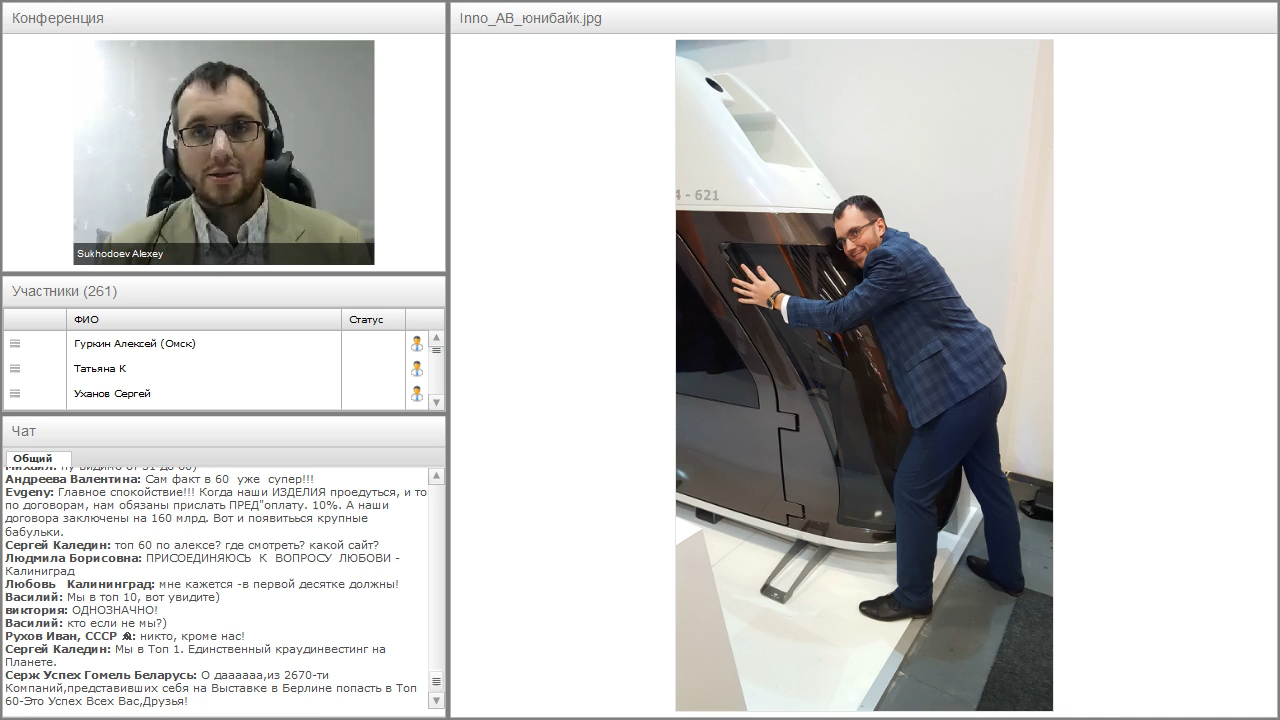 Конференция
Sukhodoev Alexey
Участники (261)
ФИО
Статус
Гуркин Алексей (Омск)
Татьяна К
Уханов Сергей
Чат
Общий
Андреева Валентина: Сам факт в 60 уже супер!!!
Evgeny: Главное спокойствие!!! Когда наши ИЗДЕЛИЯ проедуться, и то
по договорам, нам обязаны прислать ПРЕД"оплату. 10%. А наши
договора заключены на 160 млрд. Вот и появиться крупные
бабульки.
Сергей Каледин: топ 60 по алексе? где смотреть? какой сайт?
Людмила Борисовна: ПРИСОЕДИНЯЮСЬ К ВОПРОСУ ЛЮБОВИ -
Калиниград
Любовь Калининград: мне кажется -в первой десятке должны!
Василий: Мы в топ 10, вот увидите)
виктория: ОДНОЗНАЧНО!
Василий: кто если не мы?)
Рухов Иван, СССР ☭: никто, кроме нас!
Сергей Каледин: Мы в Топ 1. Единственный краудинвестинг на
Планете.
Серж Успех Гомель Беларусь: О даааааа,из 2670-ти
Компаний,представивших себя на Выставке в Берлине попасть в Топ
60-Это Успех Всех Вас,Друзья!
Inno_AB_юнибайк.jpg
4 - 621